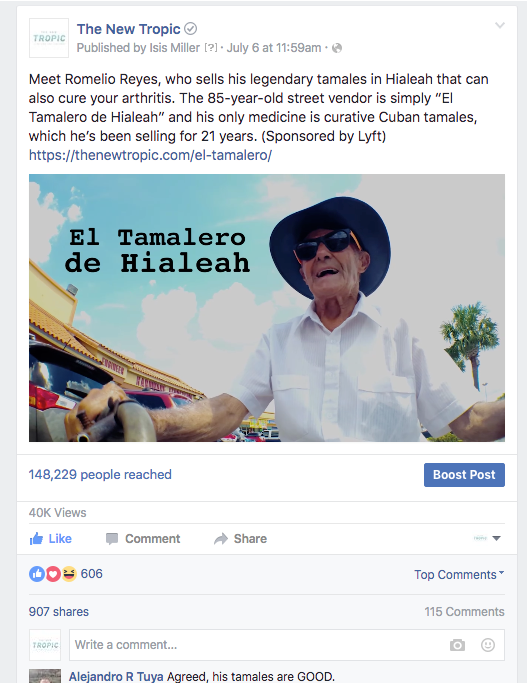 The New Tropic
Published by Isis Miller [?] · July 6 at 11:59am ·
Meet Romelio Reyes, who sells his legendary tamales in Hialeah that can
also cure your arthritis. The 85-year-old street vendor is simply “El
Tamalero de Hialeah” and his only medicine is curative Cuban tamales,
which he’s been selling for 21 years. (Sponsored by Lyft)
https://thenewtropic.com/el-tamalero/
El Tamalero
de Hialeah
148,229 people reached
Boost Post
40K Views
Like Comment Share
606
Top Comments
907 shares
115 Comments
TROPIC
Write a comment...
Alejandro R Tuya Agreed, his tamales are GOOD.